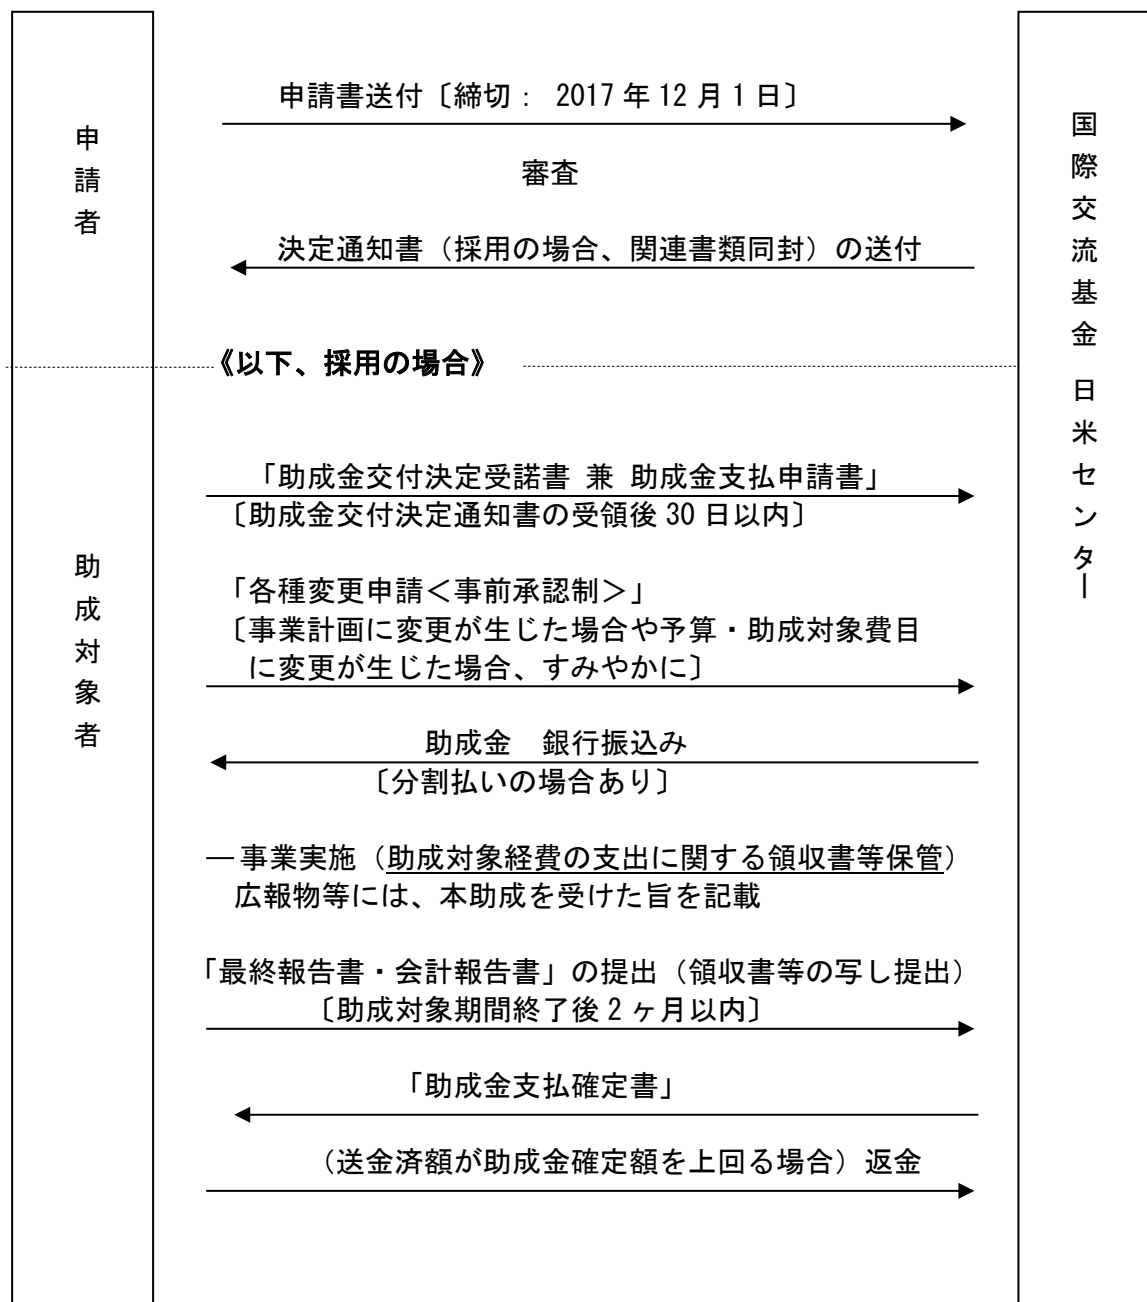 申請者
申請書送付〔締切： 2017年12月1日〕
審査
決定通知書（採用の場合、関連書類同封）の送付
《以下、採用の場合》
助成対象者
「助成金交付決定受諾書 兼 助成金支払申請書」
〔助成金交付決定通知書の受領後30日以内〕
「各種変更申請＜事前承認制＞」
〔事業計画に変更が生じた場合や予算・助成対象費目
に変更が生じた場合、すみやかに〕
助成金　銀行振込み
〔分割払いの場合あり〕
―事業実施（助成対象経費の支出に関する領収書等保管）
広報物等には、本助成を受けた旨を記載
「最終報告書・会計報告書」の提出（領収書等の写し提出）
〔助成対象期間終了後2ヶ月以内〕
「助成金支払確定書」
（送金済額が助成金確定額を上回る場合）返金
国際交流基金 日米センター